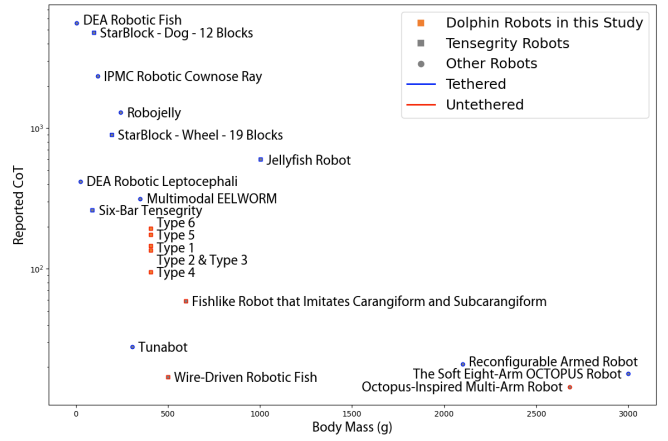 DEA Robotic Fish
StarBlock - Dog - 12 Blocks
Dolphin Robots in this Study
Tensegrity Robots
Other Robots
Tethered
Untethered
IPMC Robotic Cownose Ray
Robojelly
10³
StarBlock - Wheel - 19 Blocks
Jellyfish Robot
DEA Robotic Leptocephali
Multimodal EELWORM
Six-Bar Tensegrity
Type 6
Type 5
Type 1
Type 2 & Type 3
10²
Type 4
Fishlike Robot that Imitates Carangiform and Subcarangiform
Tunabot
Reconfigurable Armed Robot
Wire-Driven Robotic Fish
The Soft Eight-Arm OCTOPUS Robot
Octopus-Inspired Multi-Arm Robot
Reported CoT
0 500 1000 1500 2000 2500 3000
Body Mass (g)